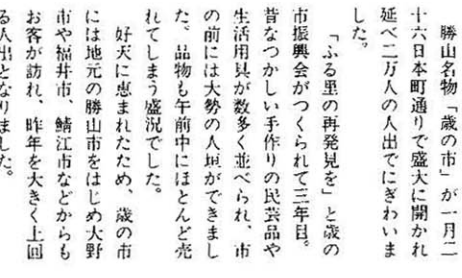 勝山名物「歳の市」が一月二
十六日本町通りで盛大に開かれ
延べ二万人の人出でにぎわいま
した。
「ふる里の再発見を」と歳の
市振興会がつくられて三年目。
昔なつかしい手作りの民芸品や
生活用具が数多く並べられ、市
の前には大勢の人垣ができまし
た。品物も午前中にほとんど売
れてしまう盛況でした。
好天に恵まれたため、歳の市
には地元の勝山市をはじめ大野
市や福井市、鯖江市などからも
お客が訪れ、昨年を大きく上回
る人出となりました。